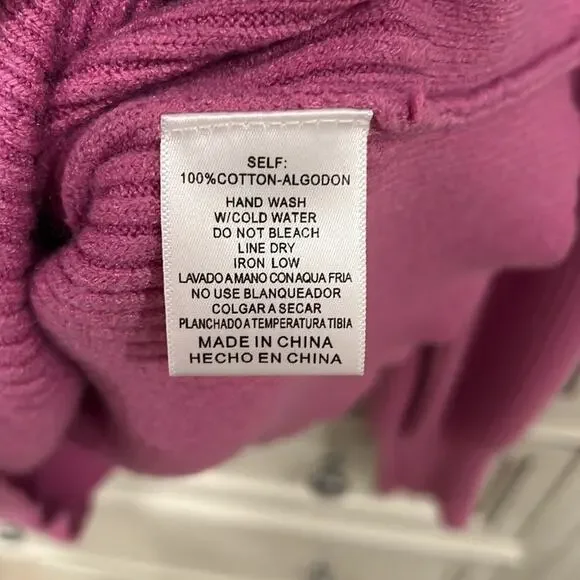 SELF:
100%COTTON-ALGODON
HAND WASH
W/COLD WATER
DO NOT BLEACH
LINE DRY
IRON LOW
LAVADO A MANO CON AQUA FRIA
NO USE BLANQUEADOR
COLGAR A SECAR
PLANCHADO A TEMPERATURA TIBIA
MADE IN CHINA
HECHO EN CHINA